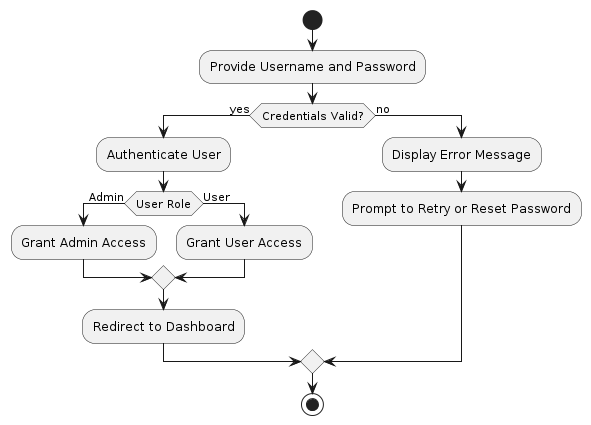 Provide Username and Password
yes
Credentials Valid?
no
Authenticate User
Display Error Message
Admin
User Role
User
Prompt to Retry or Reset Password
Grant Admin Access
Grant User Access
Redirect to Dashboard